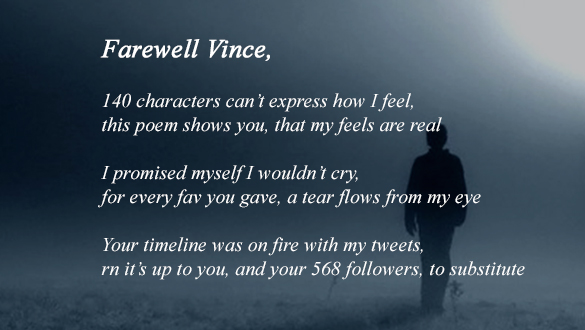 Farewell Vince,
140 characters can't express how I feel,
this poem shows you, that my feels are real
I promised myself I wouldn't cry,
for every fav you gave, a tear flows from my eye
Your timeline was on fire with my tweets,
rn it's up to you, and your 568 followers, to substitute